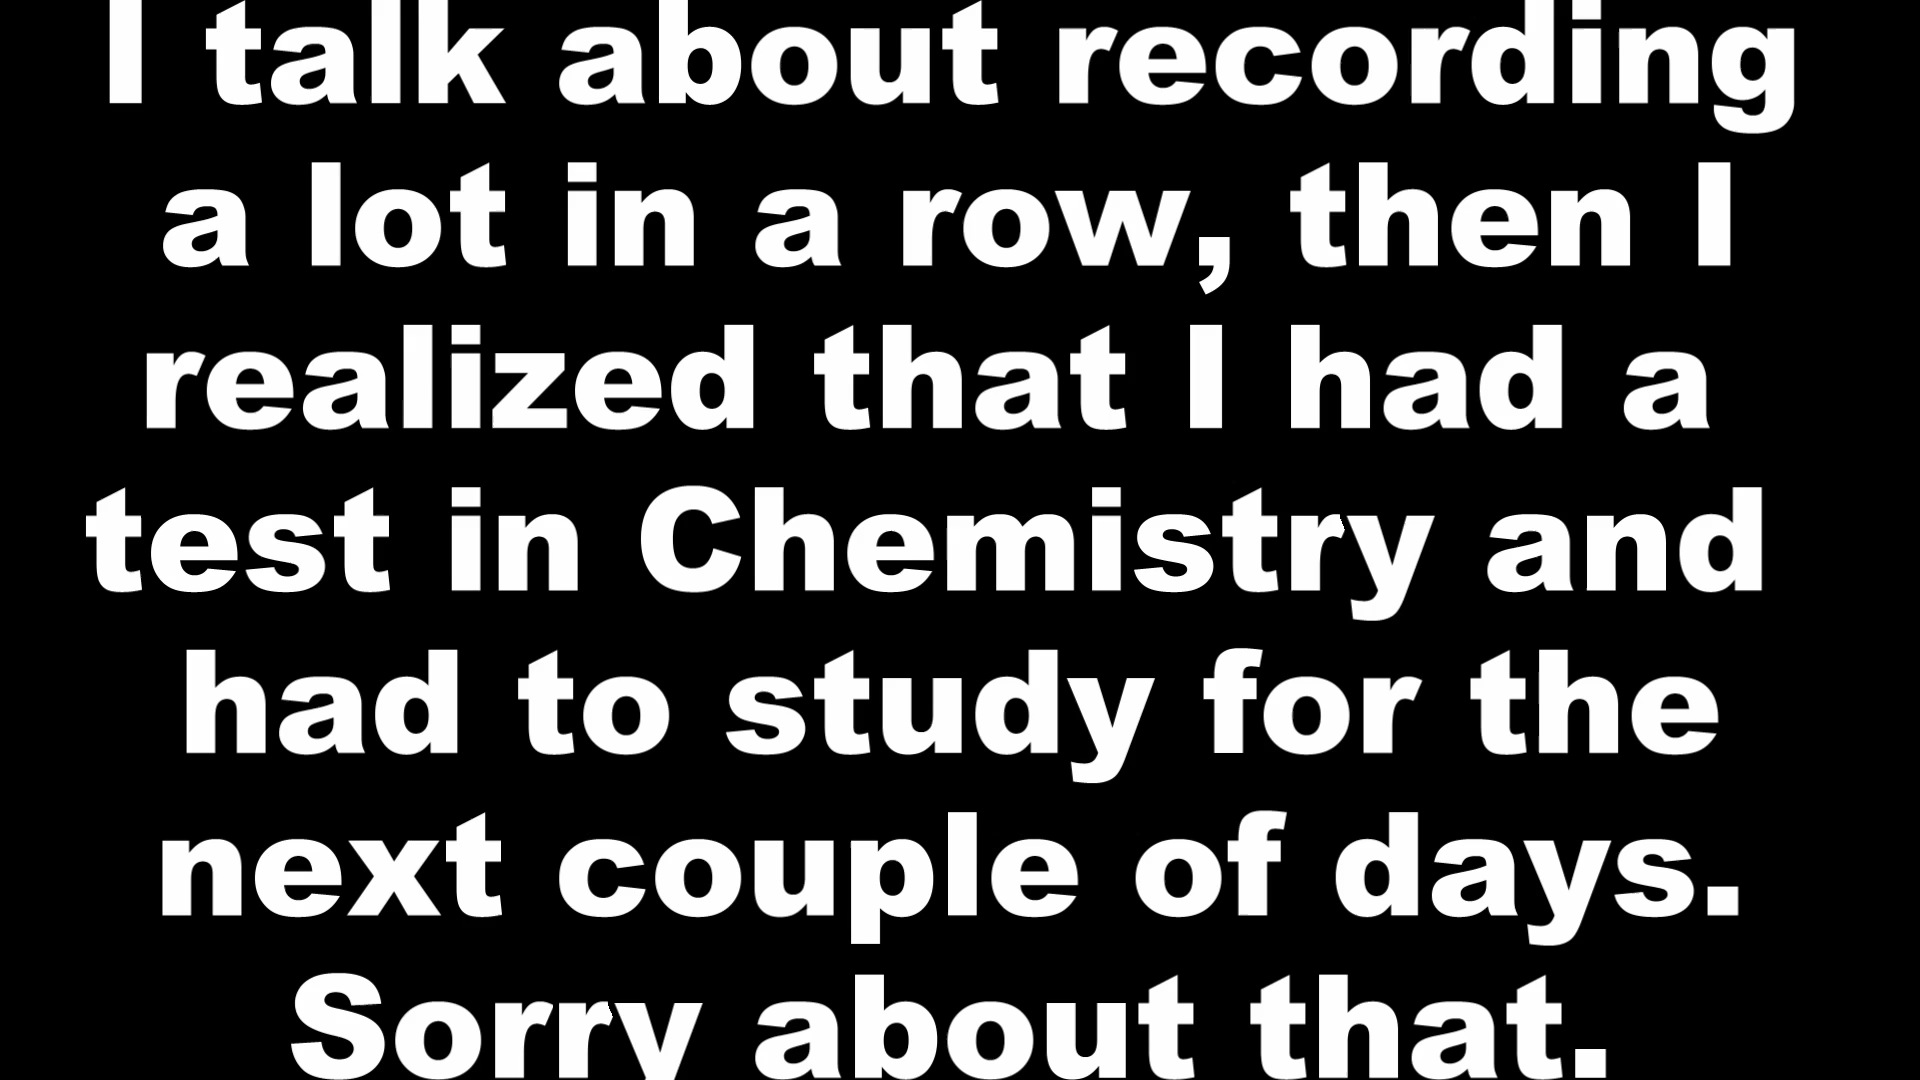 I talk about recording
a lot in a row, then I
realized that I had a
test in Chemistry and
had to study for the
next couple of days.
Sorry about that.